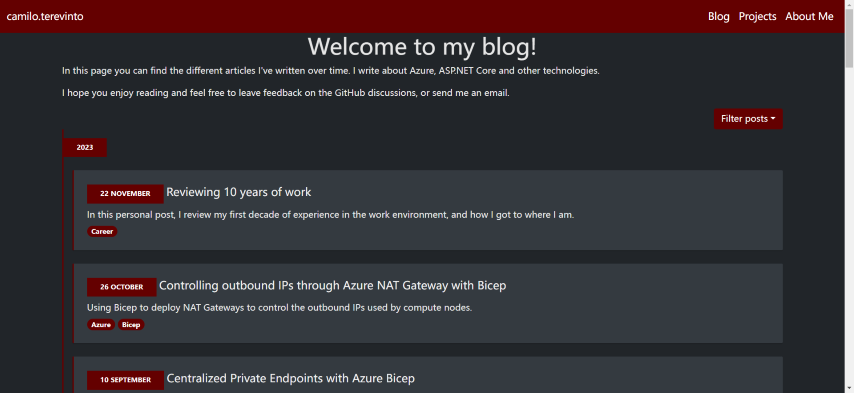 camilo.terevinto
Blog Projects About Me
Welcome to my blog!
In this page you can find the different articles I've written over time. I write about Azure, ASP.NET Core and other technologies.
I hope you enjoy reading and feel free to leave feedback on the GitHub discussions, or send me an email.
Filter posts
2023
22 NOVEMBER Reviewing 10 years of work
In this personal post, I review my first decade of experience in the work environment, and how I got to where I am.
Career
26 OCTOBER Controlling outbound IPs through Azure NAT Gateway with Bicep
Using Bicep to deploy NAT Gateways to control the outbound IPs used by compute nodes.
Azure Bicep
10 SEPTEMBER Centralized Private Endpoints with Azure Bicep